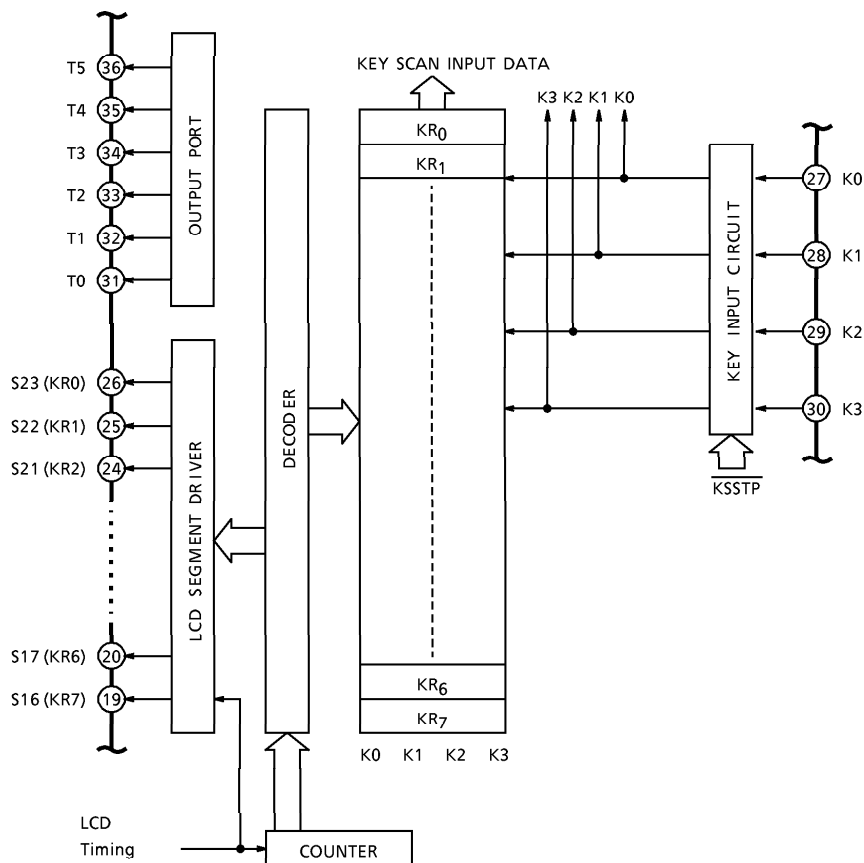 KEY SCAN INPUT DATA
K3 K2 K1 K0
T5 36
T4 35
T3 34
T2 33
T1 32
T0 31
OUTPUT PORT
S23 (KR0) 26
S22 (KR1) 25
S21 (KR2) 24
S17 (KR6) 20
S16 (KR7) 19
LCD SEGMENT DRIVER
DECODER
KR0
KR1
KR6
KR7
K0 K1 K2 K3
KEY INPUT CIRCUIT
27 K0
28 K1
29 K2
30 K3
KSSTP
LCD
Timing
COUNTER